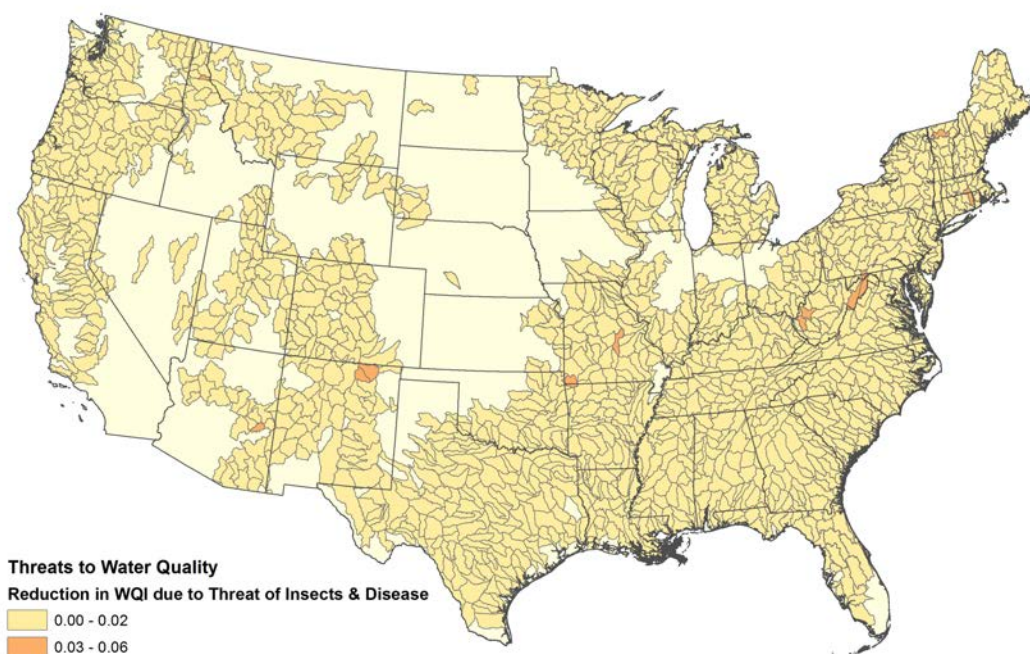 Threats to Water Quality
Reduction in WQI due to Threat of Insects & Disease
0.00 - 0.02
0.03 - 0.06